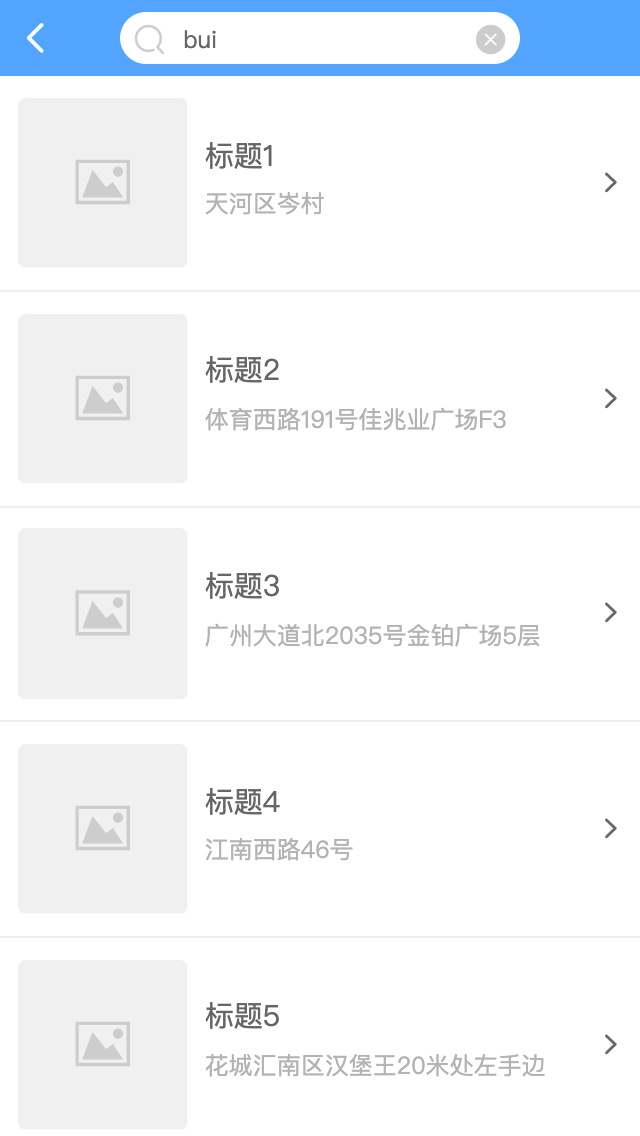 bui
标题1
天河区岑村
标题2
体育西路191号佳兆业广场F3
标题3
广州大道北2035号金铂广场5层
标题4
江南西路46号
标题5
花城汇南区汉堡王20米处左手边